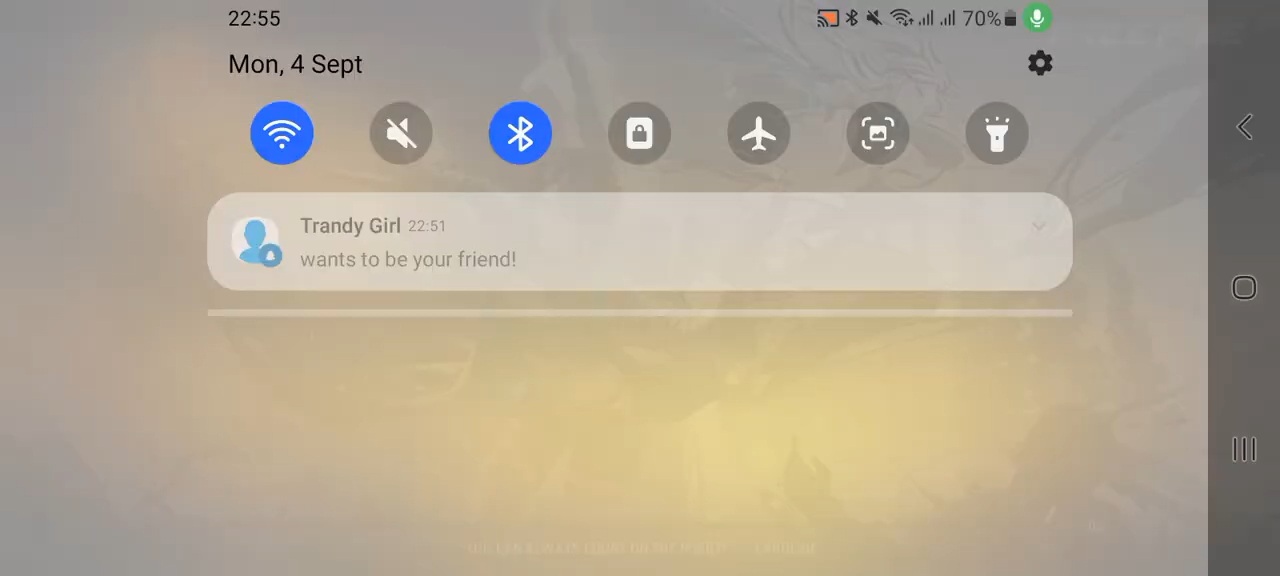 22:55
70%
Mon, 4 Sept
Trandy Girl 22:51
wants to be your friend!